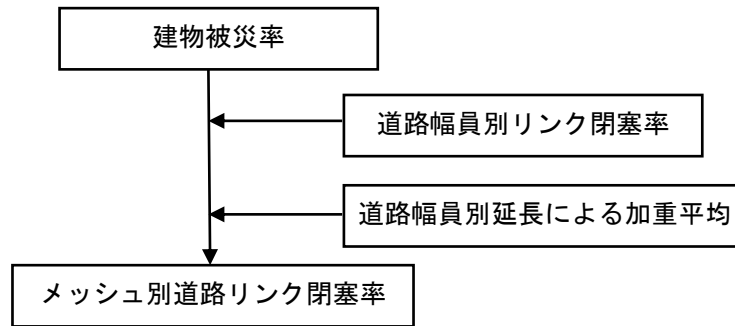 建物被災率
道路幅員別リンク閉塞率
道路幅員別延長による加重平均
メッシュ別道路リンク閉塞率